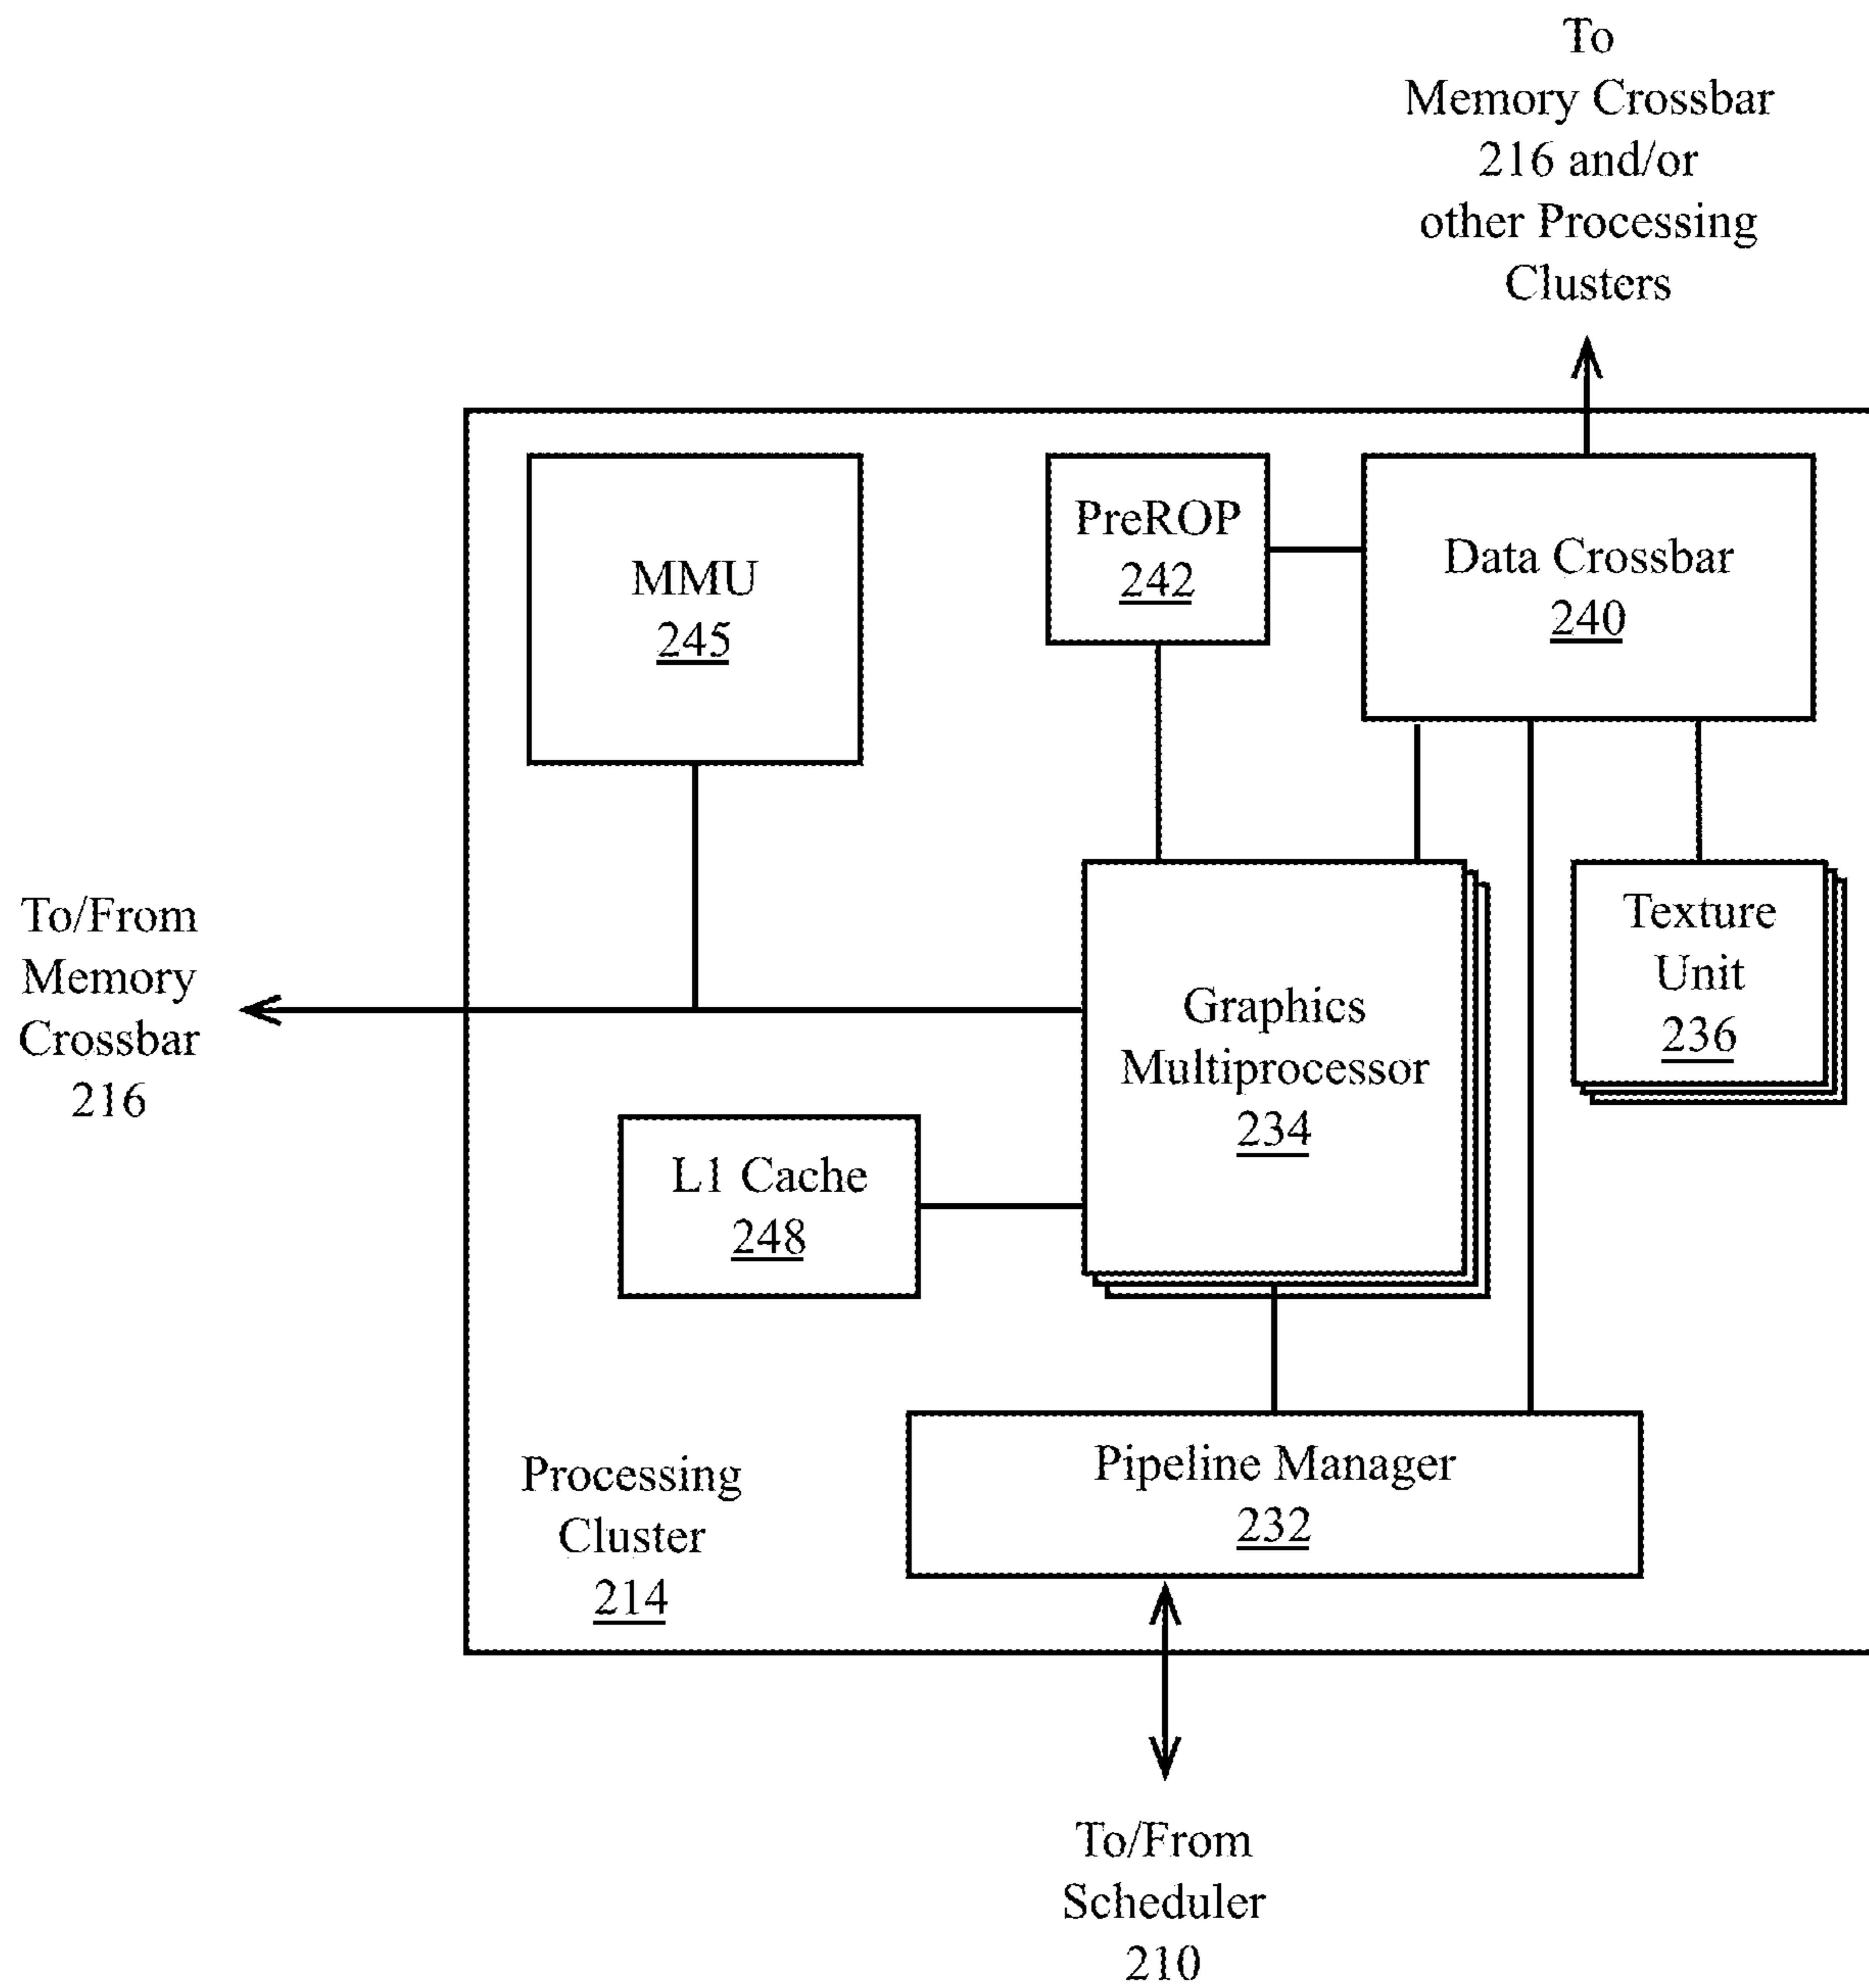 To
Memory Crossbar
216 and/or
other Processing
Clusters
MMU
245
PreROP
242
Data Crossbar
240
To/From
Memory
Crossbar
216
Graphics
Multiprocessor
234
Texture
Unit
236
L1 Cache
248
Processing
Cluster
214
Pipeline Manager
232
To/From
Scheduler
210